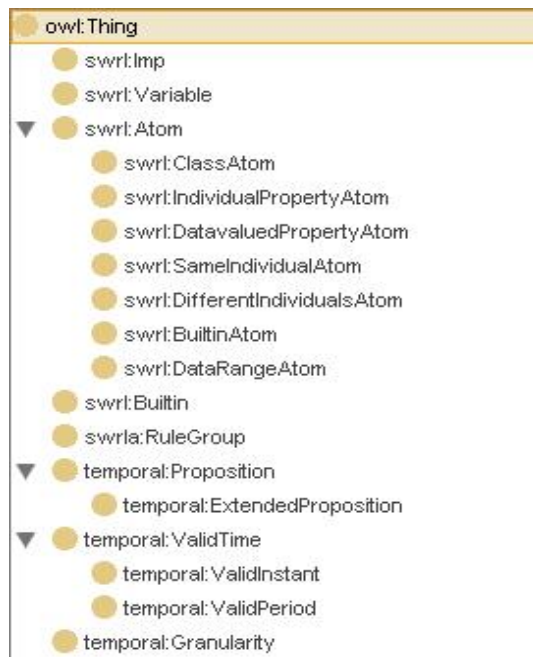 owl:Thing
swrl:Imp
swrl:Variable
swrl:Atom
swrl:ClassAtom
swrl:IndividualPropertyAtom
swrl:DatavaluedPropertyAtom
swrl:SameIndividualAtom
swrl:DifferentIndividualsAtom
swrl:BuiltinAtom
swrl:DataRangeAtom
swrl:Builtin
swrla:RuleGroup
temporal:Proposition
temporal:ExtendedProposition
temporal:ValidTime
temporal:ValidInstant
temporal:ValidPeriod
temporal:Granularity